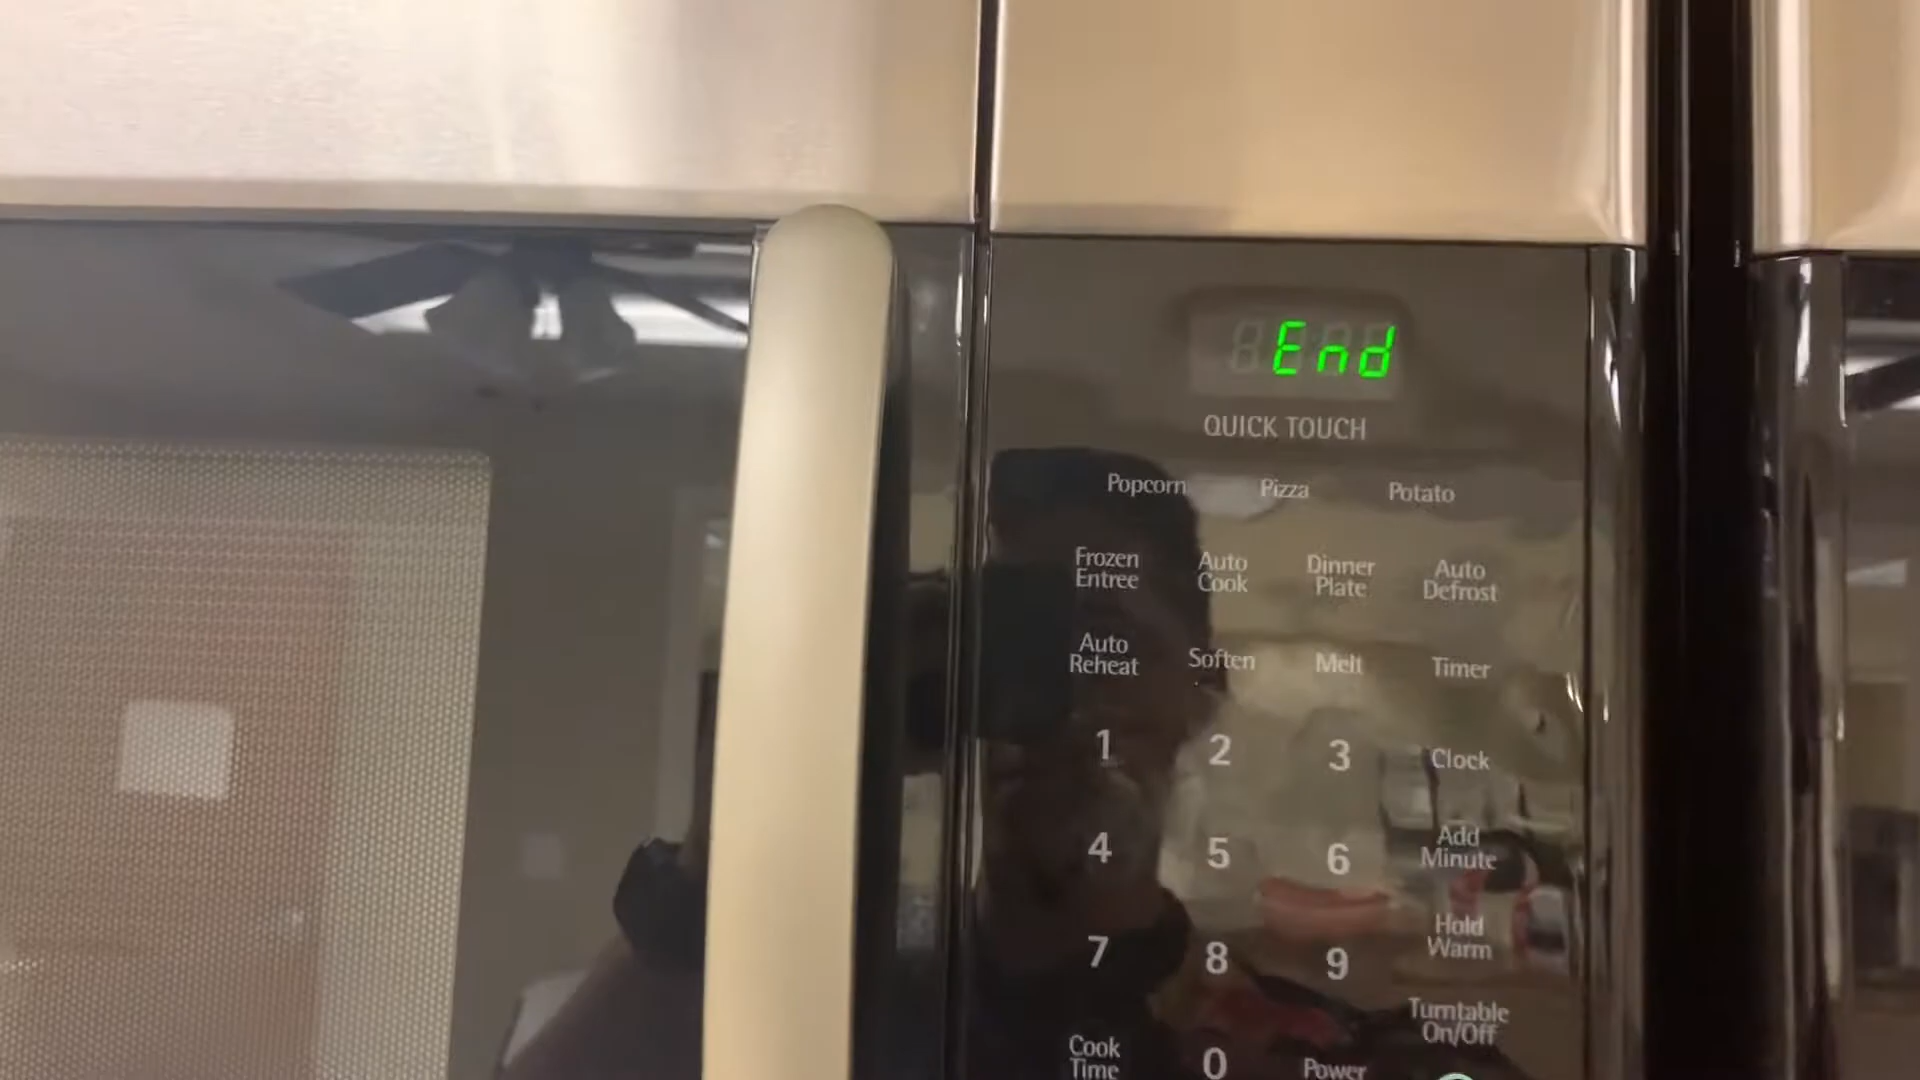 End
QUICK TOUCH
Popcorn Pizza Potato
Frozen Entree
Auto Cook
Dinner Plate
Auto Defrost
Auto Reheat
Soften
Melt
Timer
1 2 3 Clock
4 5 6 Add Minute
7 8 9 Hold Warm
Turntable On/Off
Cook Time
0
Power